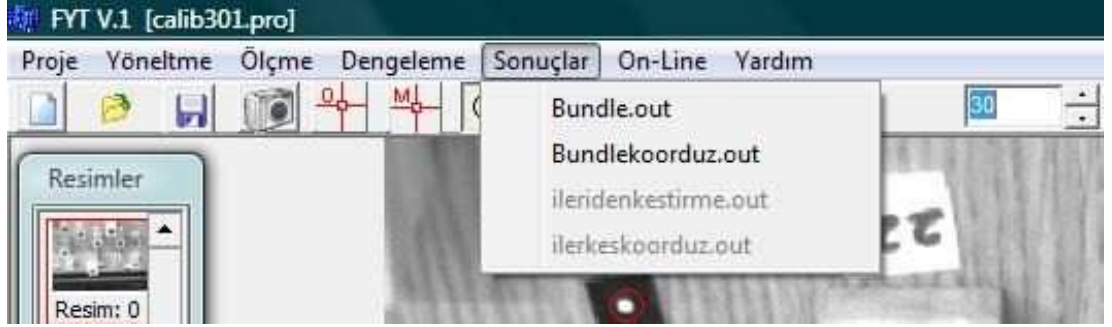 FYT V.1 [calib301.pro]
Proje Yöneltme Ölçme Dengeleme Sonuçlar On-Line Yardım
O M 30
Bundle.out
Bundlekoorduz.out
ileridenkestirme.out
ilerkeskoorduz.out
Resimler
Resim: 0
22